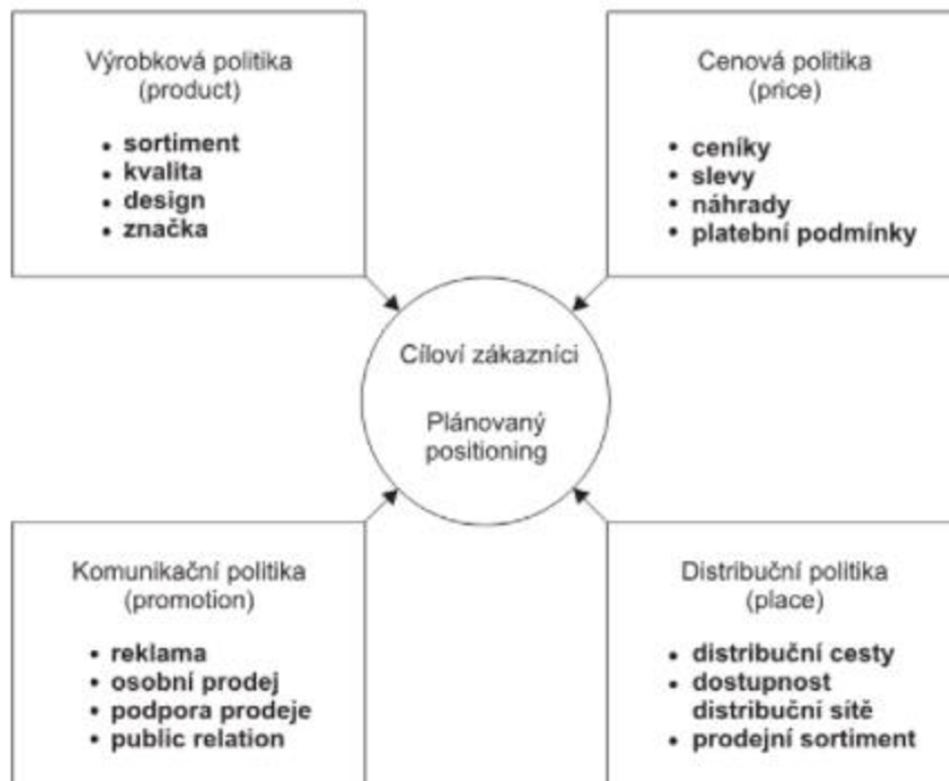 Výrobková politika
(product)
• sortiment
• kvalita
• design
• značka
Cenová politika
(price)
• ceníky
• slevy
• náhrady
• platební podmínky
Cíloví zákazníci
Plánovaný
positioning
Komunikační politika
(promotion)
• reklama
• osobní prodej
• podpora prodeje
• public relation
Distribuční politika
(place)
• distribuční cesty
• dostupnost
distribuční sítě
• prodejní sortiment